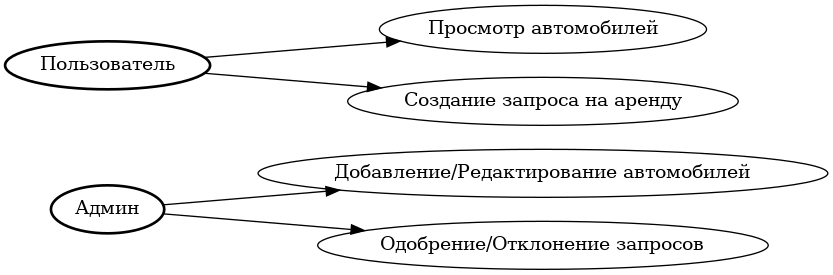 Пользователь
Просмотр автомобилей
Создание запроса на аренду
Админ
Добавление/Редактирование автомобилей
Одобрение/Отклонение запросов